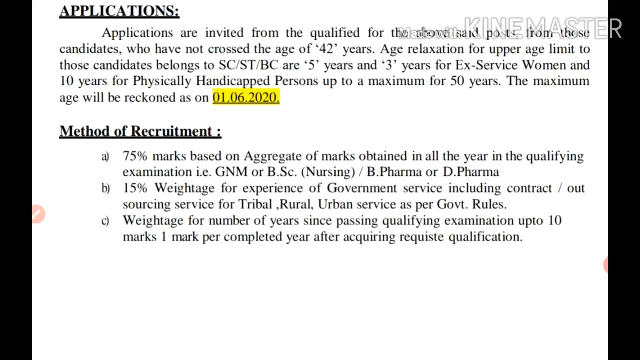 APPLICATIONS:
Applications are invited from the qualified for the above said posts, from those
candidates, who have not crossed the age of ‘42’ years. Age relaxation for upper age limit to
those candidates belongs to SC/ST/BC are ‘5’ years and ‘3’ years for Ex-Service Women and
10 years for Physically Handicapped Persons up to a maximum for 50 years. The maximum
age will be reckoned as on 01.06.2020.
Method of Recruitment :
a) 75% marks based on Aggregate of marks obtained in all the year in the qualifying
examination i.e. GNM or B.Sc. (Nursing) / B.Pharma or D.Pharma
b) 15% Weightage for experience of Government service including contract / out
sourcing service for Tribal ,Rural, Urban service as per Govt. Rules.
c) Weightage for number of years since passing qualifying examination upto 10
marks 1 mark per completed year after acquiring requiste qualification.
Made with KINEMASTER